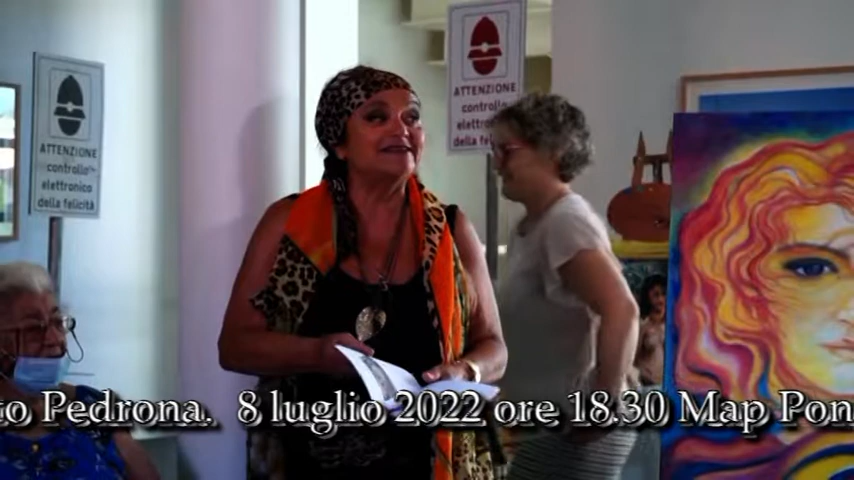 ATTENZIONE
controllo
elettronico
della felicità
ATTENZIONE
controllo
elettronico
della feli
to Pedrona. 8 luglio 2022 ore 18.30 Map Pon